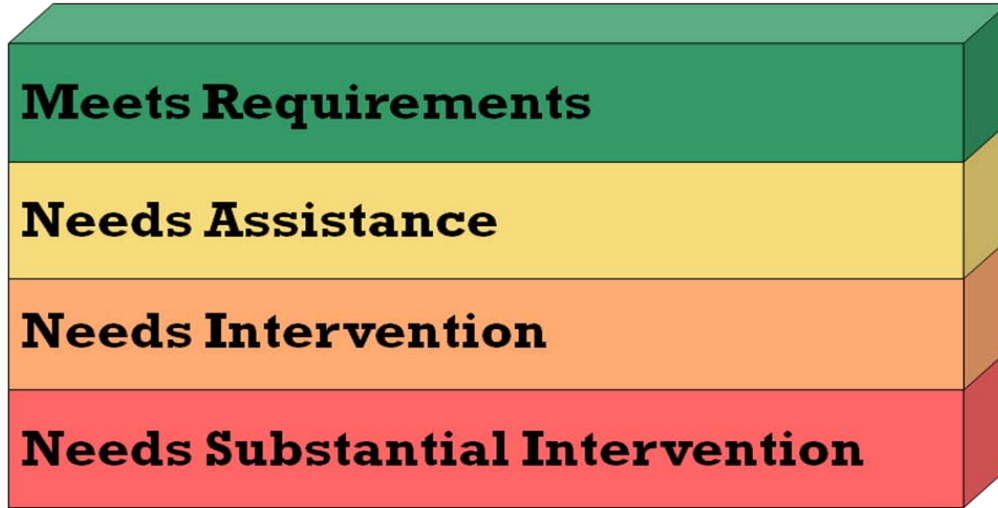 Meets Requirements
Needs Assistance
Needs Intervention
Needs Substantial Intervention